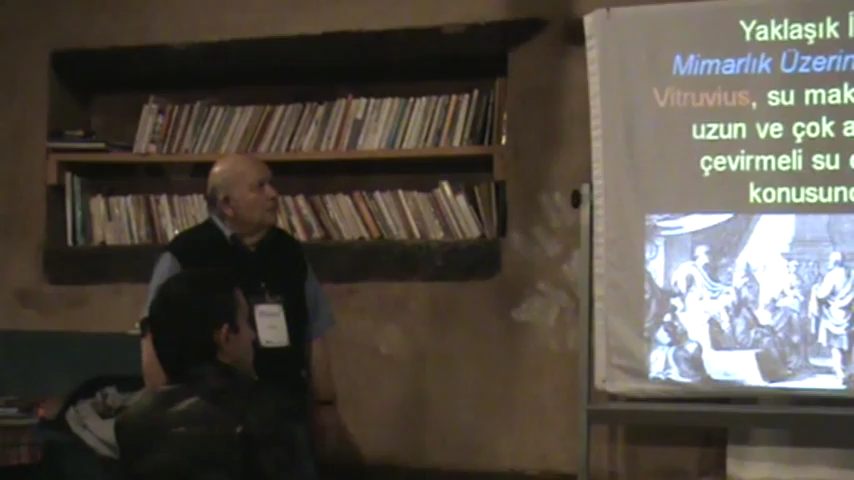 Yaklaşık İ
Mimarlık Üzerin
Vitruvius, su mak
uzun ve çok a
çevirmeli su
konusun